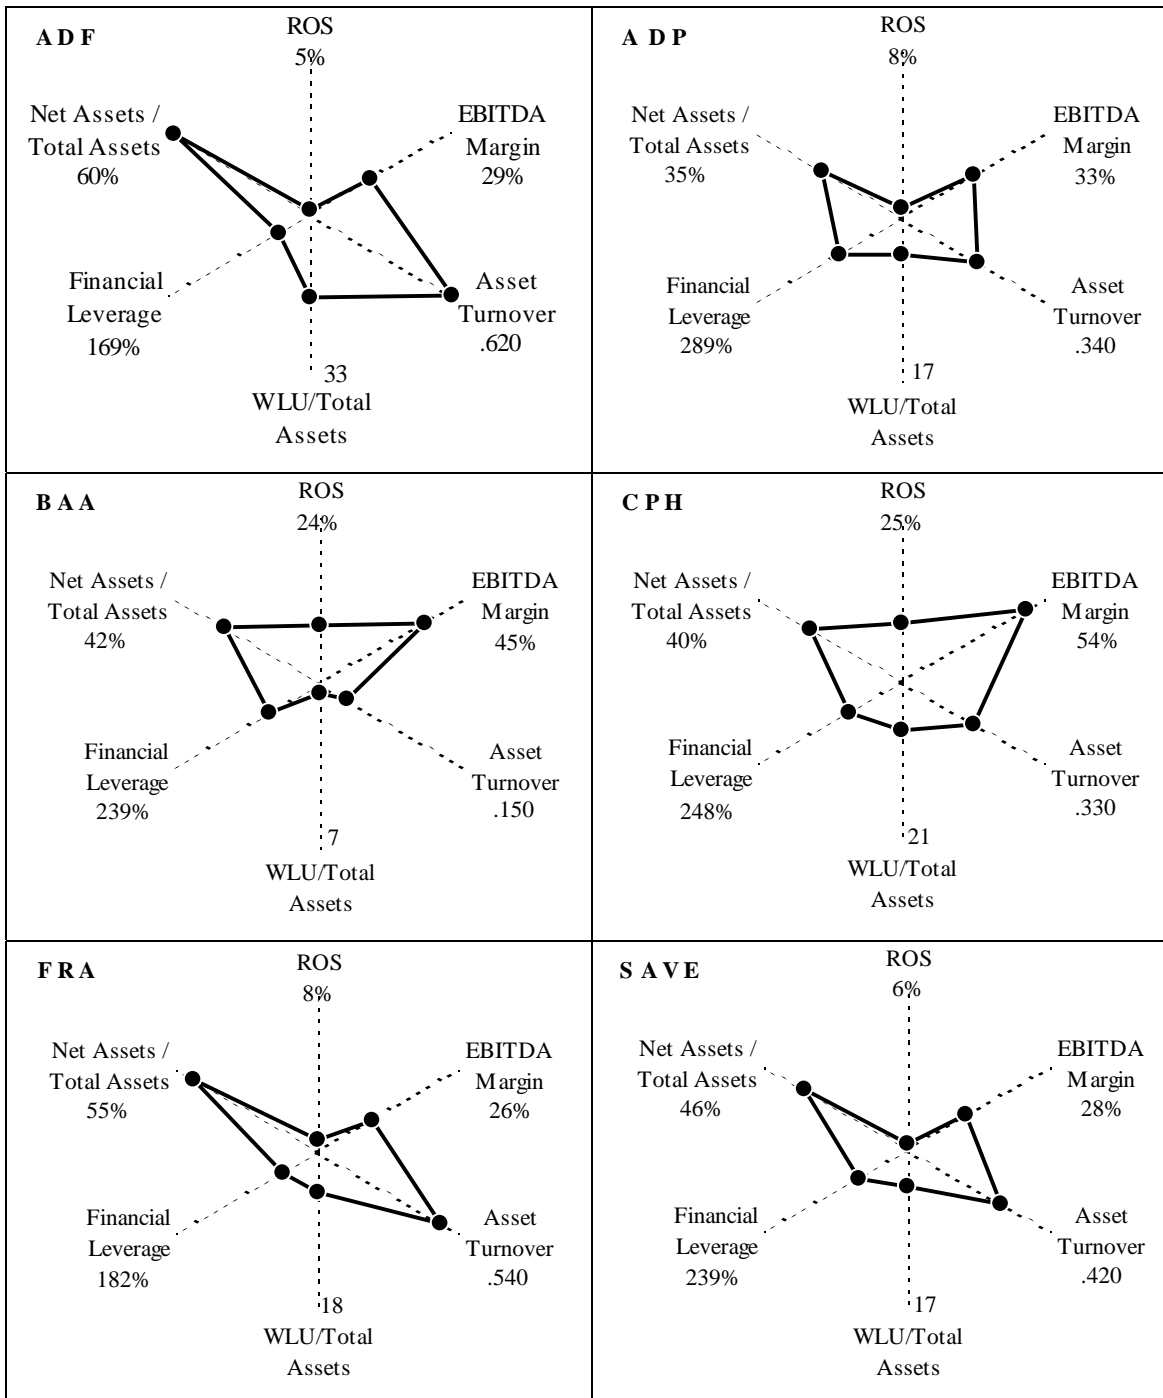 ADF
ROS
5%
Net Assets /
Total Assets
60%
EBITDA
Margin
29%
Financial
Leverage
169%
Asset
Turnover
.620
33
WLU/Total
Assets
ADP
ROS
8%
Net Assets /
Total Assets
35%
EBITDA
Margin
33%
Financial
Leverage
289%
Asset
Turnover
.340
17
WLU/Total
Assets
BAA
ROS
24%
Net Assets /
Total Assets
42%
EBITDA
Margin
45%
Financial
Leverage
239%
Asset
Turnover
.150
7
WLU/Total
Assets
CPH
ROS
25%
Net Assets /
Total Assets
40%
EBITDA
Margin
54%
Financial
Leverage
248%
Asset
Turnover
.330
21
WLU/Total
Assets
FRA
ROS
8%
Net Assets /
Total Assets
55%
EBITDA
Margin
26%
Financial
Leverage
182%
Asset
Turnover
.540
18
WLU/Total
Assets
SAVE
ROS
6%
Net Assets /
Total Assets
46%
EBITDA
Margin
28%
Financial
Leverage
239%
Asset
Turnover
.420
17
WLU/Total
Assets